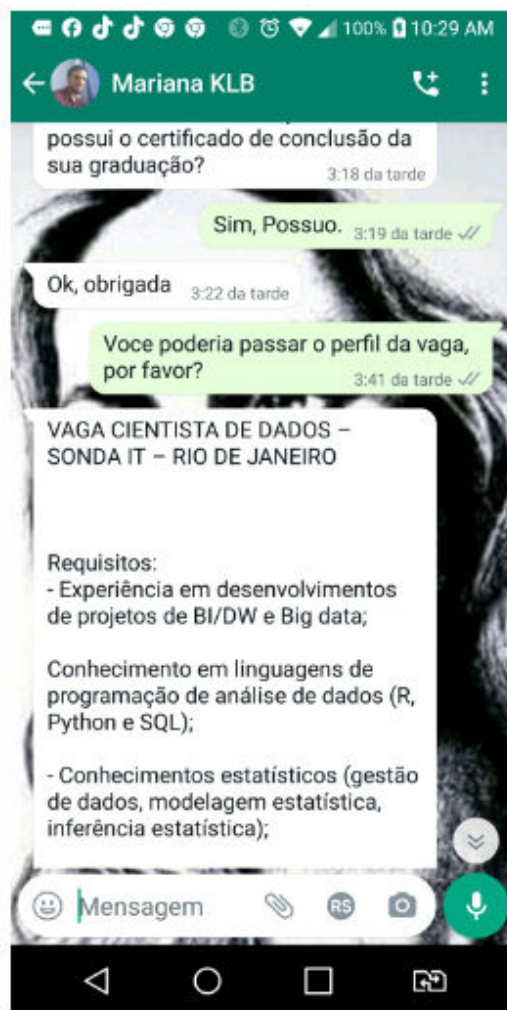 100% 10:29 AM
Mariana KLB
possui o certificado de conclusão da
sua graduação?
3:18 da tarde
Sim, Possuo. 3:19 da tarde
Ok, obrigada 3:22 da tarde
Voce poderia passar o perfil da vaga,
por favor?
3:41 da tarde
VAGA CIENTISTA DE DADOS –
SONDA IT – RIO DE JANEIRO
Requisitos:
- Experiência em desenvolvimentos
de projetos de BI/DW e Big data;
Conhecimento em linguagens de
programação de análise de dados (R,
Python e SQL);
- Conhecimentos estatísticos (gestão
de dados, modelagem estatística,
inferência estatística);
Mensagem RS